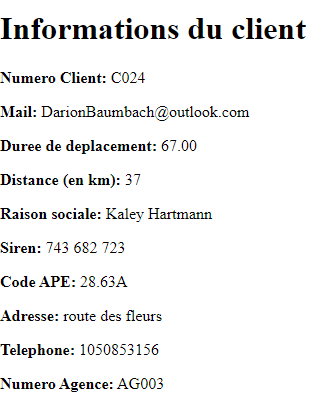 Informations du client
Numero Client: C024
Mail: DarionBaumbach@outlook.com
Duree de deplacement: 67.00
Distance (en km): 37
Raison sociale: Kaley Hartmann
Siren: 743 682 723
Code APE: 28.63A
Adresse: route des fleurs
Telephone: 1050853156
Numero Agence: AG003